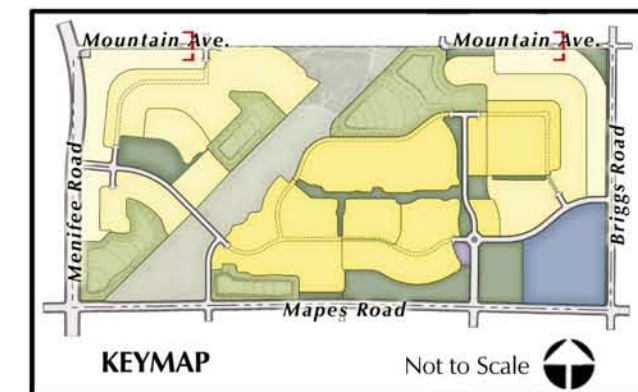 Mountain Ave.
Mountain Ave.
Menifee Road
Briggs Road
Mapes Road
KEYMAP
Not to Scale